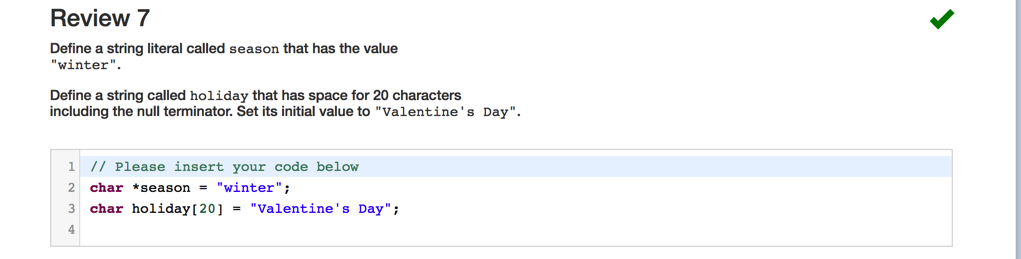 Review 7
Define a string literal called season that has the value
"winter".
Define a string called holiday that has space for 20 characters
including the null terminator. Set its initial value to "Valentine's Day".
1 // Please insert your code below
2 char *season = "winter";
3 char holiday[20] = "Valentine's Day";
4